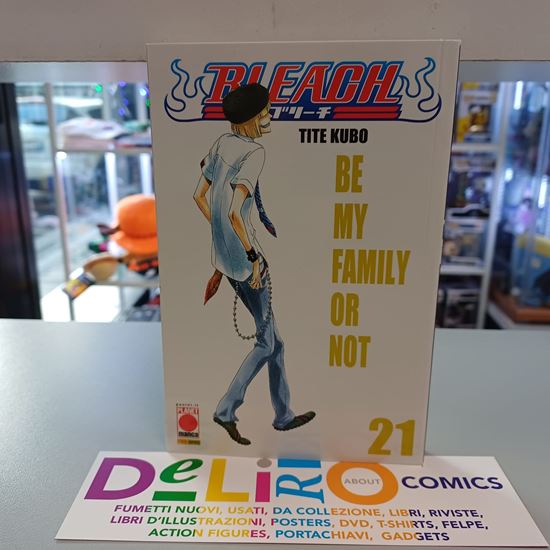 BLEACH
ブリーチ
TITE KUBO
BE
MY
FAMILY
OR
NOT
PLANET
manga
21
DeLiRiO
ABOUT
COMICS
FUMETTI NUOVI, USATI, DA COLLEZIONE, LIBRI, RIVISTE,
LIBRI D'ILLUSTRAZIONI, POSTERS, DVD, T-SHIRTS, FELPE,
ACTION FIGURES, PORTACHIAVI, GADGETS